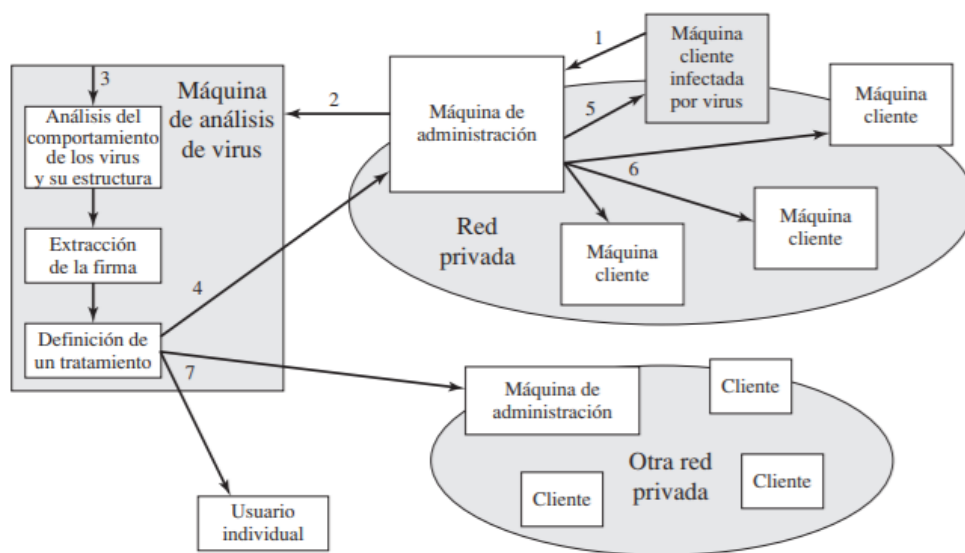 3
Análisis del
comportamiento
de los virus
y su estructura
Extracción
de la firma
Definición de
un tratamiento
Máquina
de análisis
de virus
2
4
7
Usuario
individual
1
Máquina de
administración
5
Máquina
cliente
infectada
por virus
Máquina
cliente
6
Máquina
cliente
Máquina
cliente
Red
privada
Máquina de
administración
Cliente
Cliente
Cliente
Otra red
privada